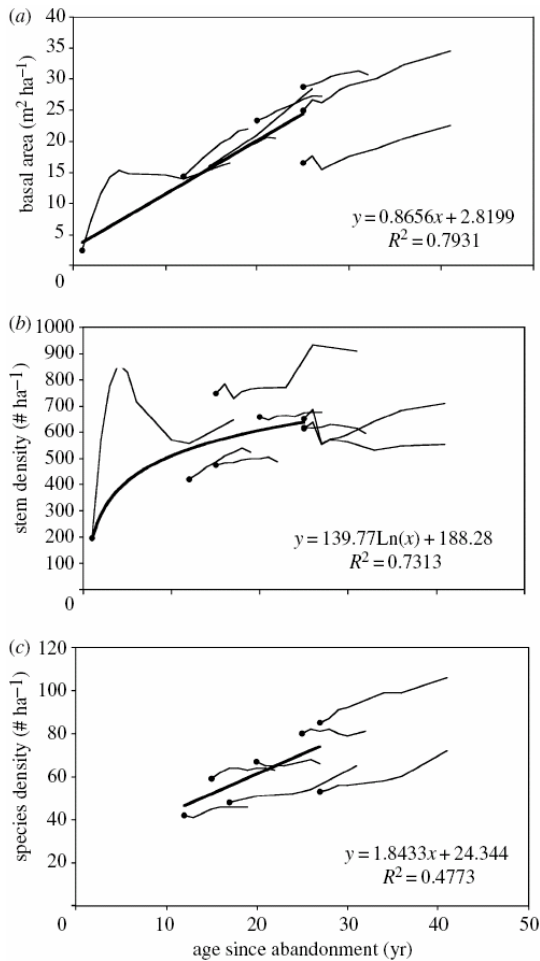 (a)
40
35
30
25
20
15
10
5
0
basal area (m² ha⁻¹)
y = 0.8656x + 2.8199
R² = 0.7931
(b)
1000
900
800
700
600
500
400
300
200
100
0
stem density (# ha⁻¹)
y = 139.77Ln(x) + 188.28
R² = 0.7313
(c)
120
100
80
60
40
20
0
species density (# ha⁻¹)
y = 1.8433x + 24.344
R² = 0.4773
0 10 20 30 40 50
age since abandonment (yr)